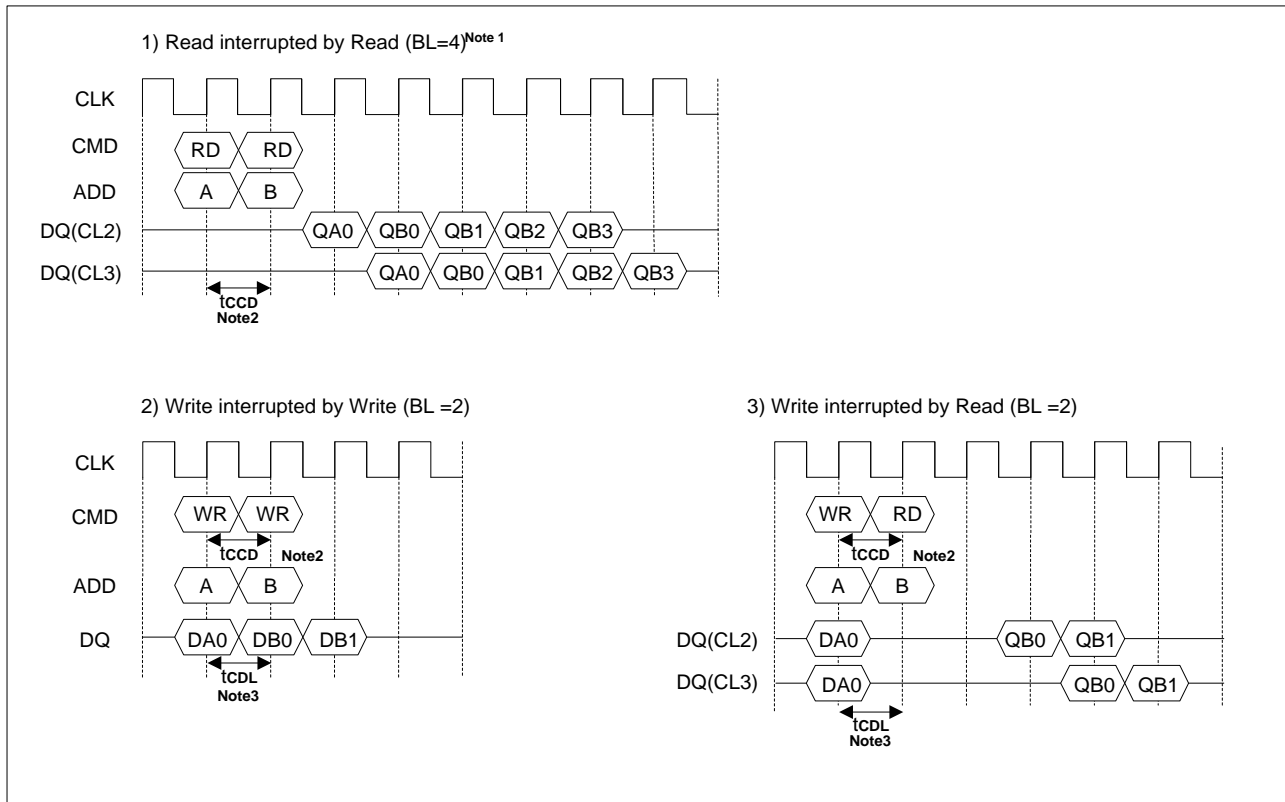 1) Read interrupted by Read (BL=4)Note 1
CLK
CMD RD RD
ADD A B
DQ(CL2) QA0 QB0 QB1 QB2 QB3
DQ(CL3) QA0 QB0 QB1 QB2 QB3
tCCD
Note2
2) Write interrupted by Write (BL =2)
CLK
CMD WR WR
tCCD Note2
ADD A B
DQ DA0 DB0 DB1
tCDL
Note3
3) Write interrupted by Read (BL =2)
WR RD
tCCD Note2
A B
DQ(CL2) DA0 QB0 QB1
DQ(CL3) DA0 QB0 QB1
tCDL
Note3